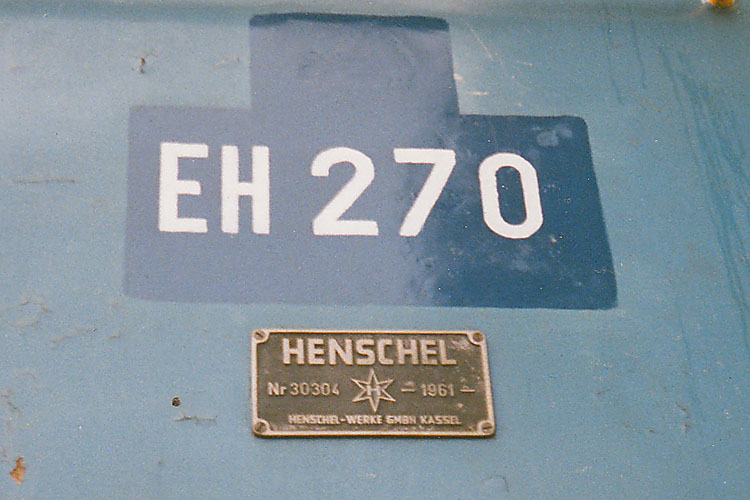 EH 270
HENSCHEL
Nr 30304 H – 1961 –
HENSCHEL-WERKE GMBH KASSEL